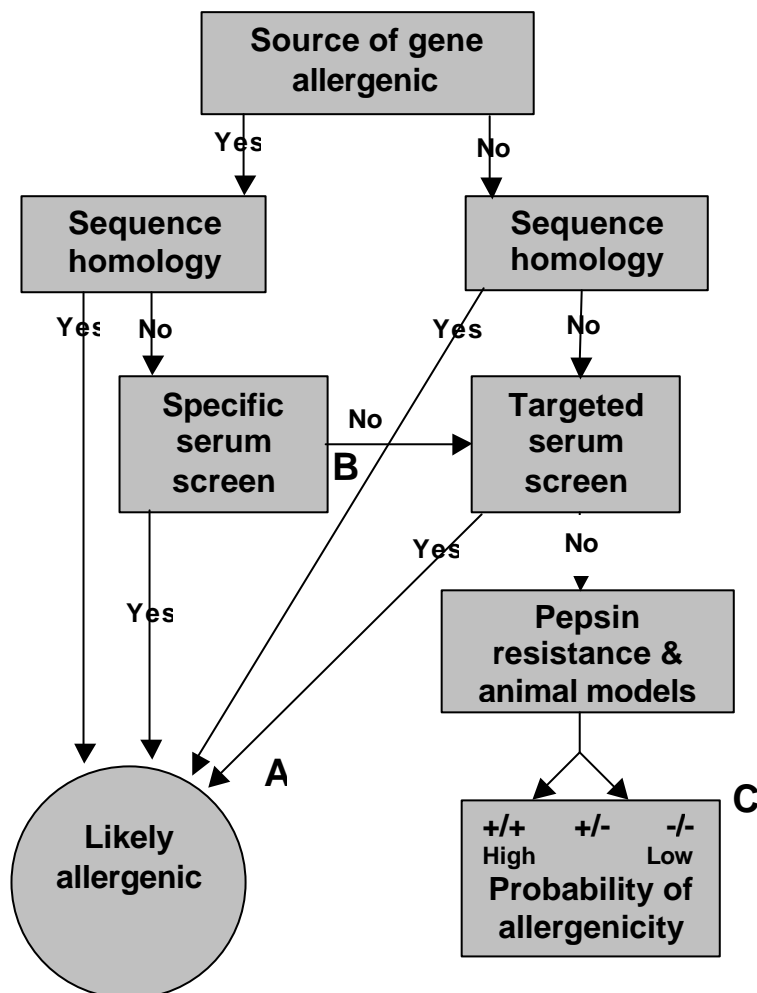 Source of gene
allergenic
Yes
No
Sequence
homology
Sequence
homology
Yes
No
Yes
No
Specific
serum
screen
No
B
Targeted
serum
screen
Yes
Yes
No
Pepsin
resistance &
animal models
A
C
Likely
allergenic
+/+ +/- -/-
High Low
Probability of
allergenicity